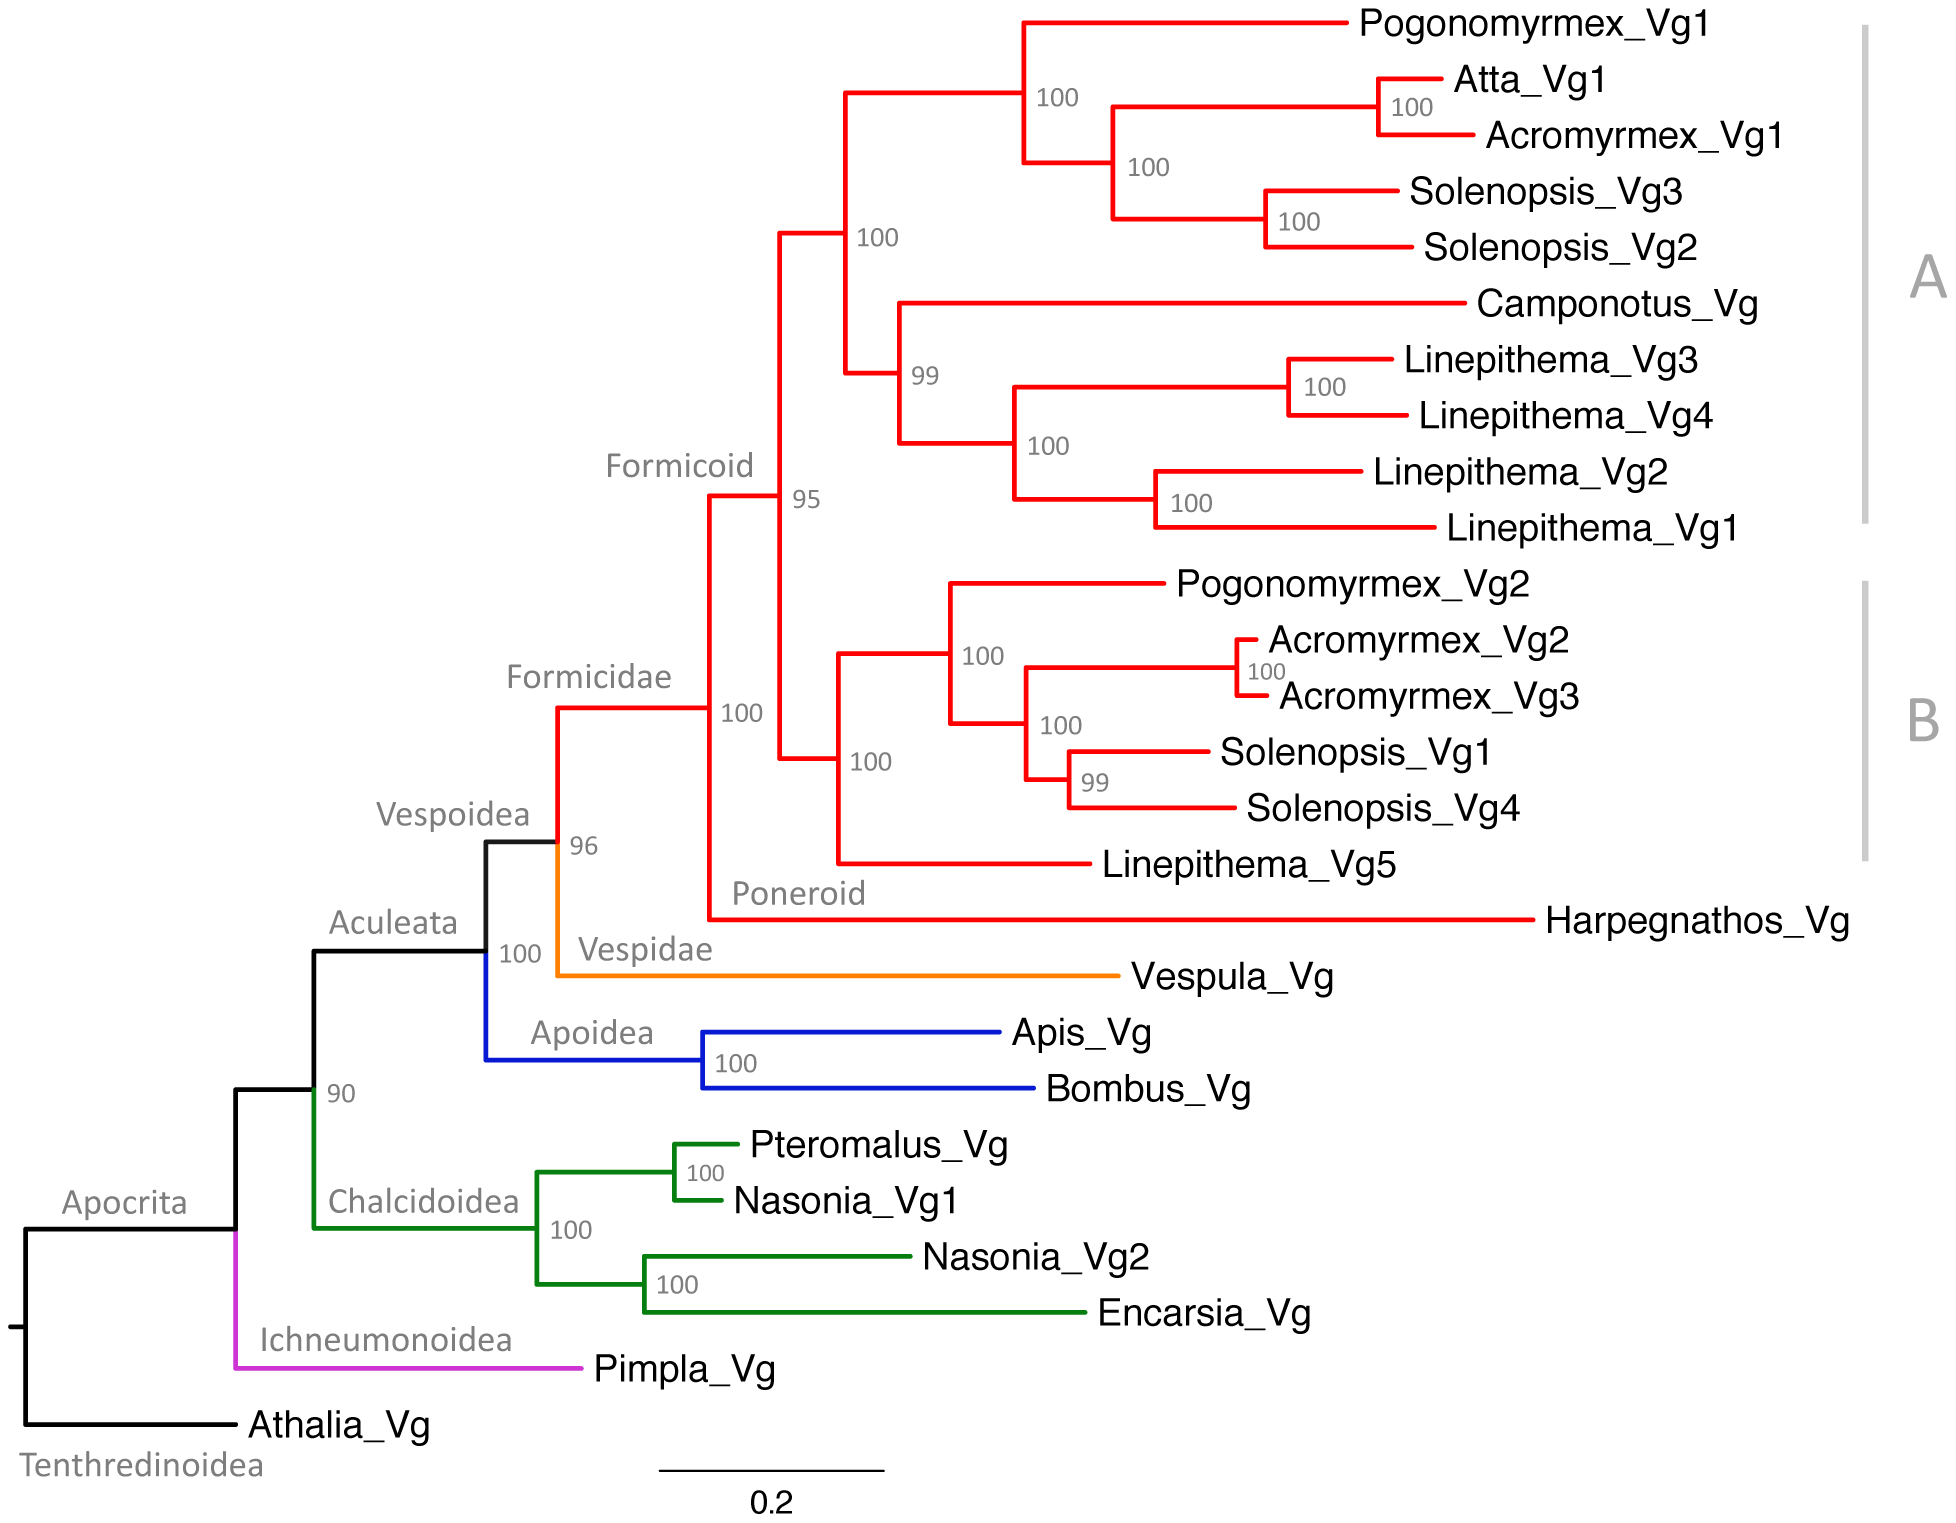 Pogonomyrmex_Vg1
100
Atta_Vg1
100
Acromyrmex_Vg1
100
Solenopsis_Vg3
100
Solenopsis_Vg2
100
A
Camponotus_Vg
99
Linepithema_Vg3
100
Linepithema_Vg4
100
Linepithema_Vg2
100
Linepithema_Vg1
Formicoid
95
Pogonomyrmex_Vg2
100
Acromyrmex_Vg2
100
Acromyrmex_Vg3
Formicidae
100
100
B
Solenopsis_Vg1
99
Solenopsis_Vg4
100
Linepithema_Vg5
Vespoidea
96
Poneroid
Harpegnathos_Vg
Aculeata
100
Vespidae
Vespula_Vg
Apoidea
Apis_Vg
100
Bombus_Vg
90
Pteromalus_Vg
100
Nasonia_Vg1
Apocrita
Chalcidoidea
100
Nasonia_Vg2
100
Encarsia_Vg
Ichneumonoidea
Pimpla_Vg
Athalia_Vg
Tenthredinoidea
0.2